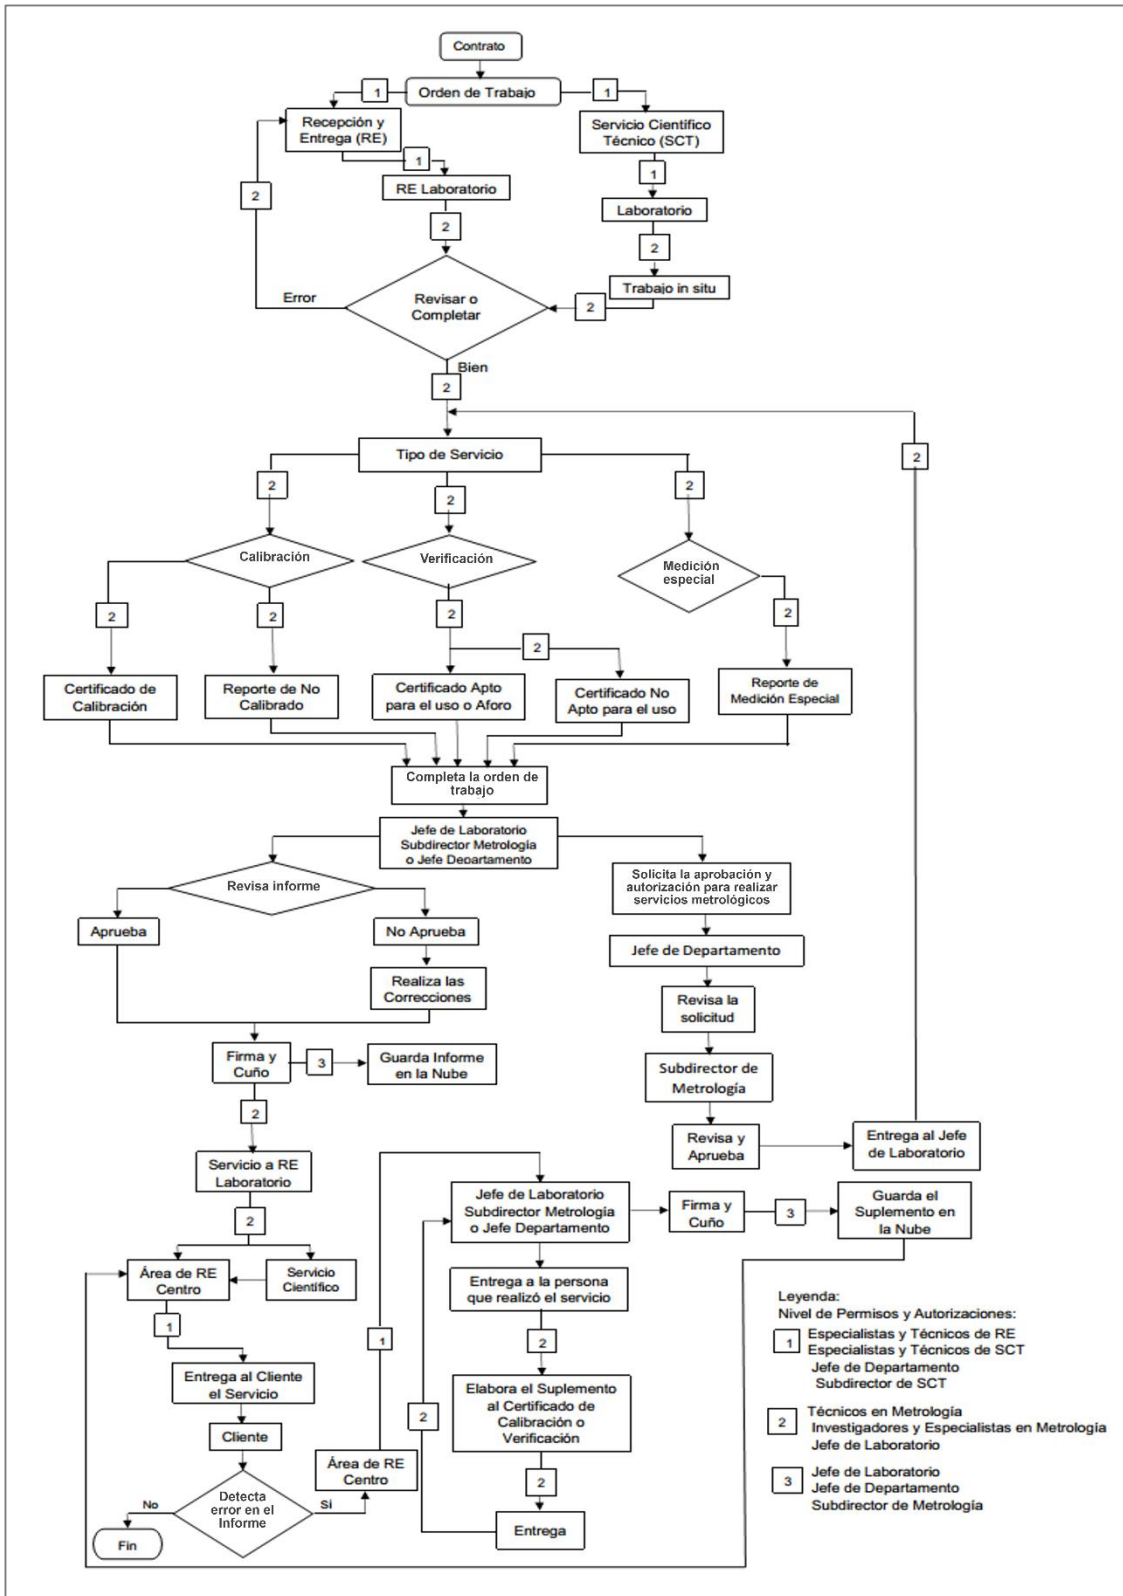 Contrato
1
Orden de Trabajo
1
Recepción y
Entrega (RE)
Servicio Científico
Técnico (SCT)
1
1
2
RE Laboratorio
Laboratorio
2
2
Trabajo in situ
Error
Revisar o
Completar
2
Bien
2
Tipo de Servicio
2
2
2
2
Calibración
Verificación
Medición
especial
2
2
2
2
2
Certificado de
Calibración
Reporte de No
Calibrado
Certificado Apto
para el uso o Aforo
Certificado No
Apto para el uso
Reporte de
Medición Especial
Completa la orden de
trabajo
Jefe de Laboratorio
Subdirector Metrología
o Jefe Departamento
Revisa informe
Solicita la aprobación y
autorización para realizar
servicios metrológicos
Aprueba
No Aprueba
Jefe de Departamento
Realiza las
Correcciones
Revisa la
solicitud
Firma y
Cuño
3
Guarda Informe
en la Nube
Subdirector de
Metrología
2
Revisa y
Aprueba
Entrega al Jefe
de Laboratorio
Servicio a RE
Laboratorio
Jefe de Laboratorio
Subdirector Metrología
o Jefe Departamento
Firma y
Cuño
3
Guarda el
Suplemento en
la Nube
2
Área de RE
Centro
Servicio
Científico
Entrega a la persona
que realizó el servicio
1
1
2
Entrega al Cliente
el Servicio
Elabora el Suplemento
al Certificado de
Calibración o
Verificación
2
Cliente
Área de RE
Centro
2
Detecta
error en el
Informe
No
Sí
Entrega
Fin
Leyenda:
Nivel de Permisos y Autorizaciones:
1 Especialistas y Técnicos de RE
Especialistas y Técnicos de SCT
Jefe de Departamento
Subdirector de SCT
2 Técnicos en Metrología
Investigadores y Especialistas en Metrología
Jefe de Laboratorio
3 Jefe de Laboratorio
Jefe de Departamento
Subdirector de Metrología